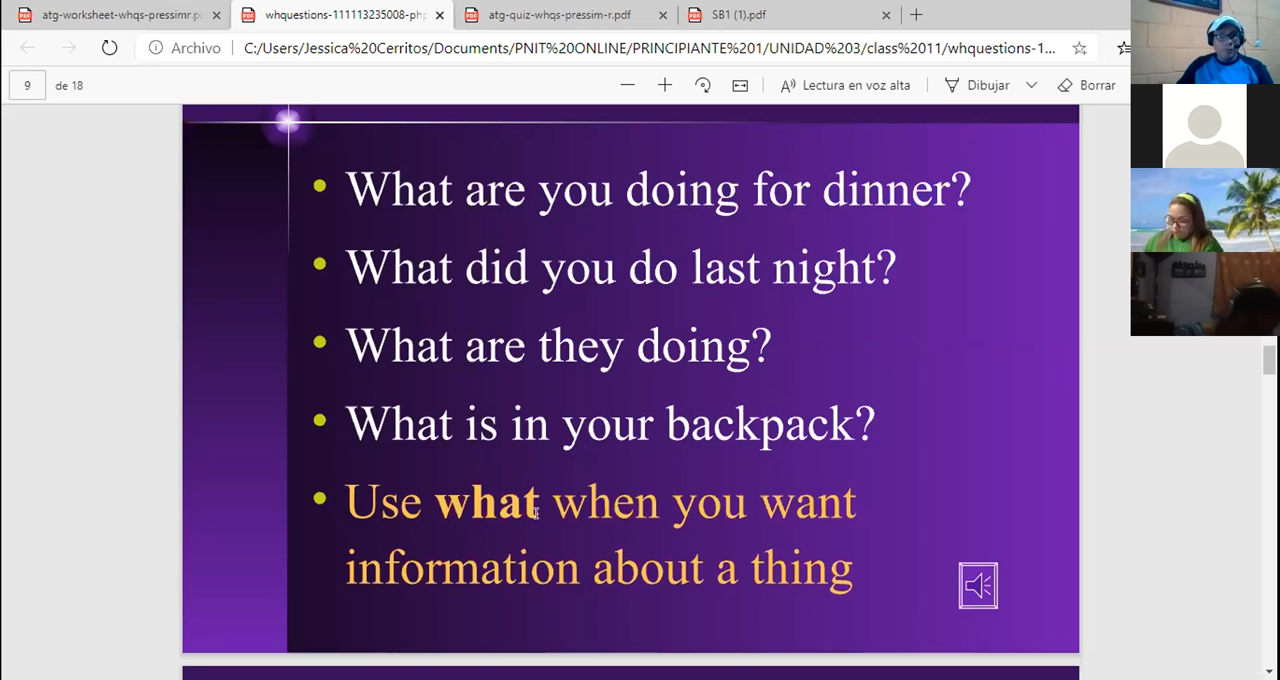 atg-worksheet-whqs-pressimr.pd
whquestions-111113235008-php
atg-quiz-whqs-pressim-r.pdf
SB1 (1).pdf
Archivo
C:/Users/Jessica%20Cerritos/Documents/PNIT%20ONLINE/PRINCIPIANTE%201/UNIDAD%203/class%2011/whquestions-1...
9 de 18
Lectura en voz alta
Dibujar
Borrar
What are you doing for dinner?
What did you do last night?
What are they doing?
What is in your backpack?
Use what when you want
information about a thing